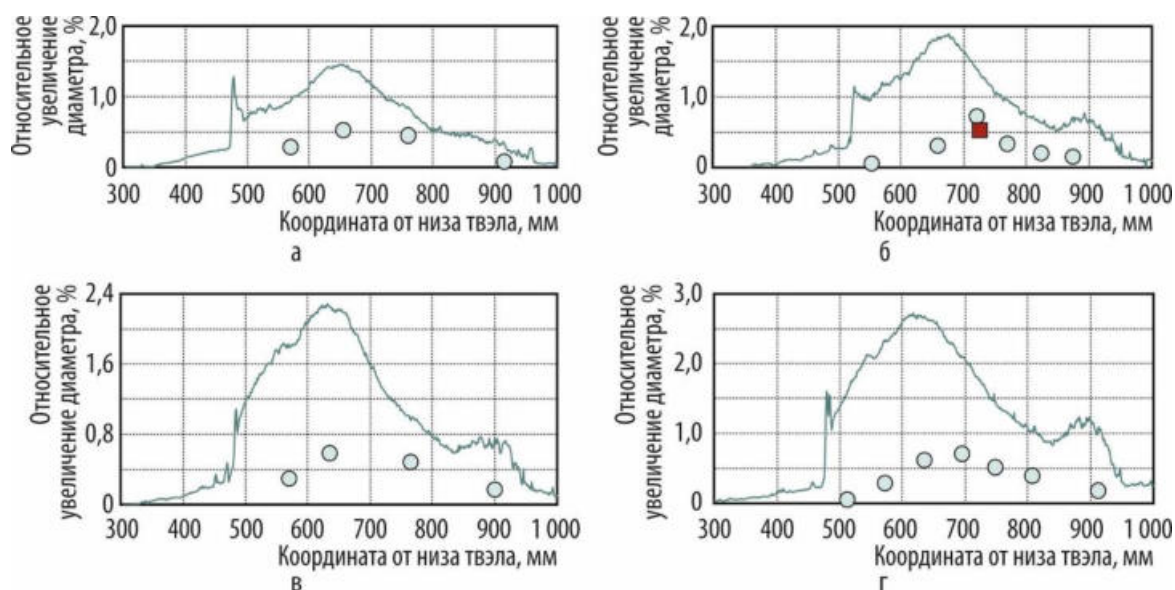 Относительное
увеличение
диаметра, %
2,0
1,0
0
300 400 500 600 700 800 900 1 000
Координата от низа твэла, мм
а
Относительное
увеличение
диаметра, %
2,0
1,0
0
300 400 500 600 700 800 900 1 000
Координата от низа твэла, мм
б
Относительное
увеличение диаметра, %
2,4
1,6
0,8
0
300 400 500 600 700 800 900 1 000
Координата от низа твэла, мм
в
Относительное
увеличение диаметра, %
3,0
2,0
1,0
0
300 400 500 600 700 800 900 1 000
Координата от низа твэла, мм
г